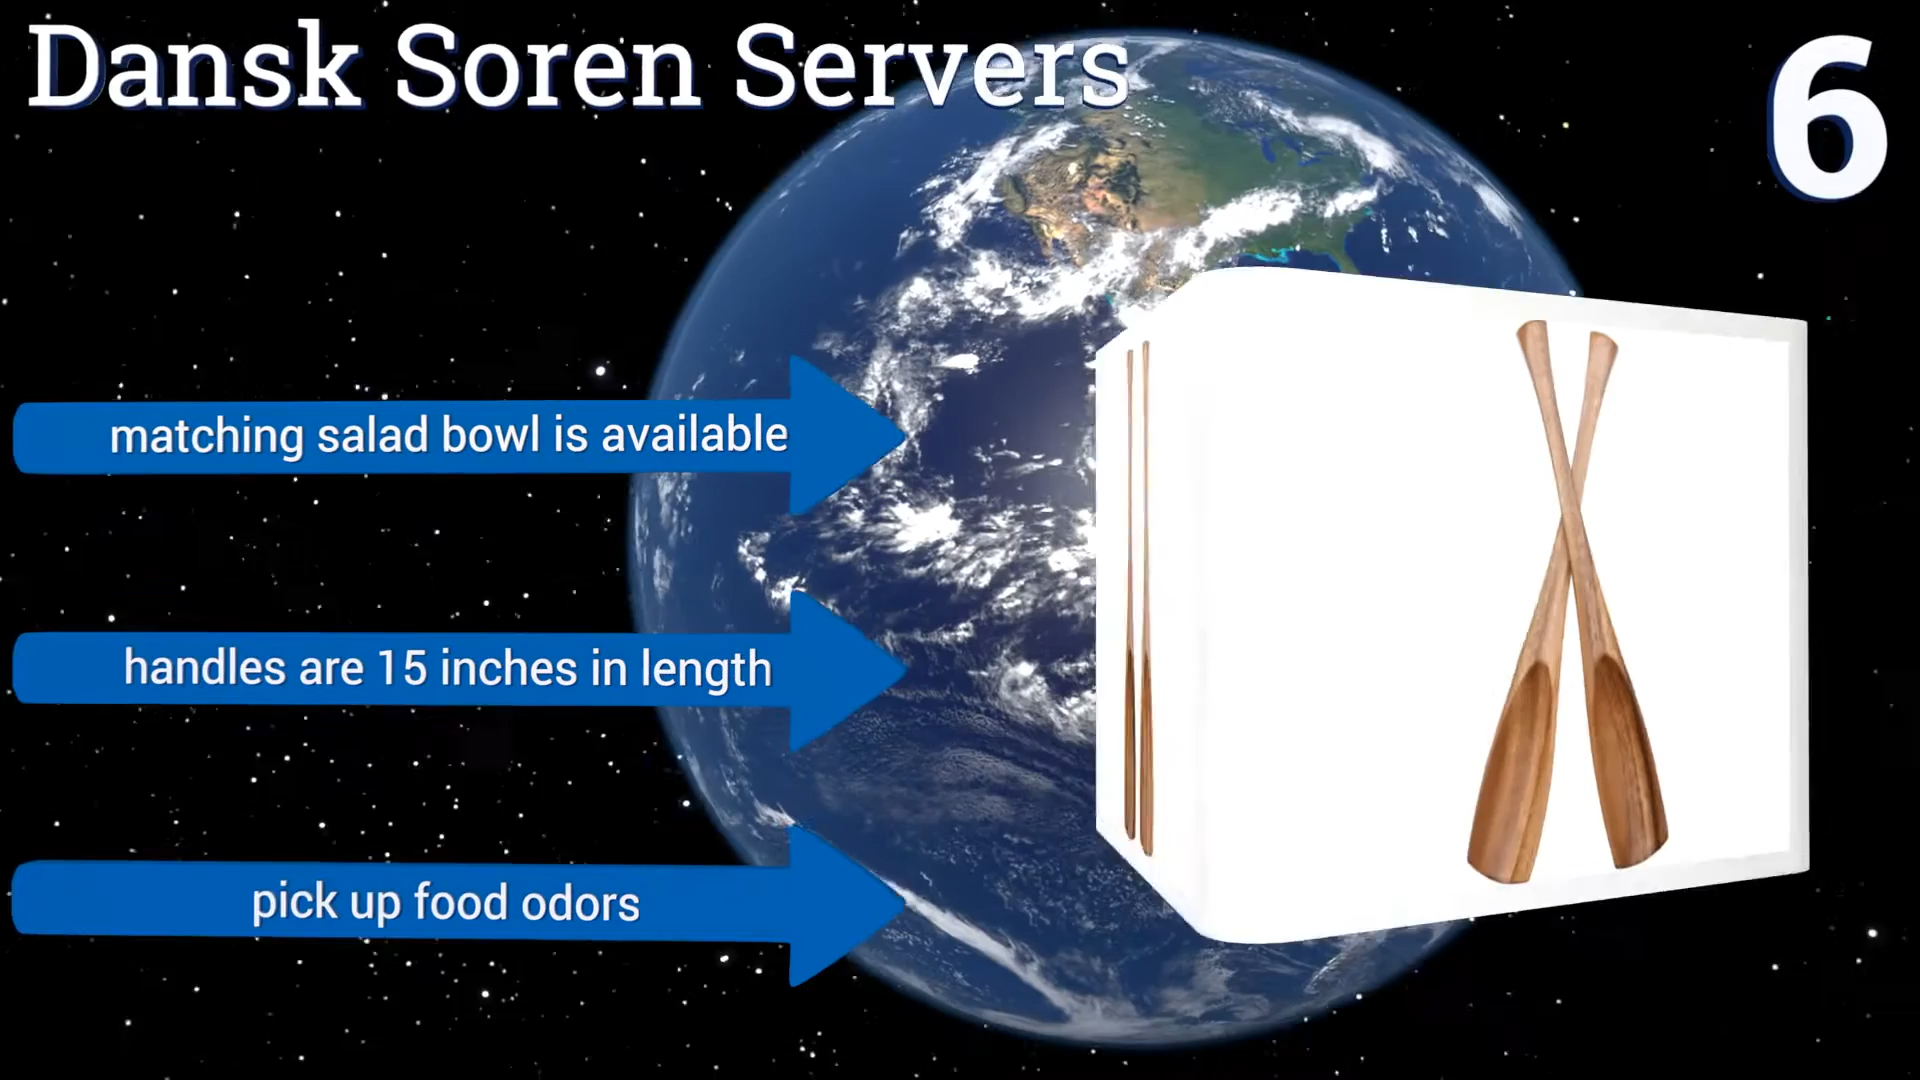 Dansk Soren Servers
6
matching salad bowl is available
handles are 15 inches in length
pick up food odors